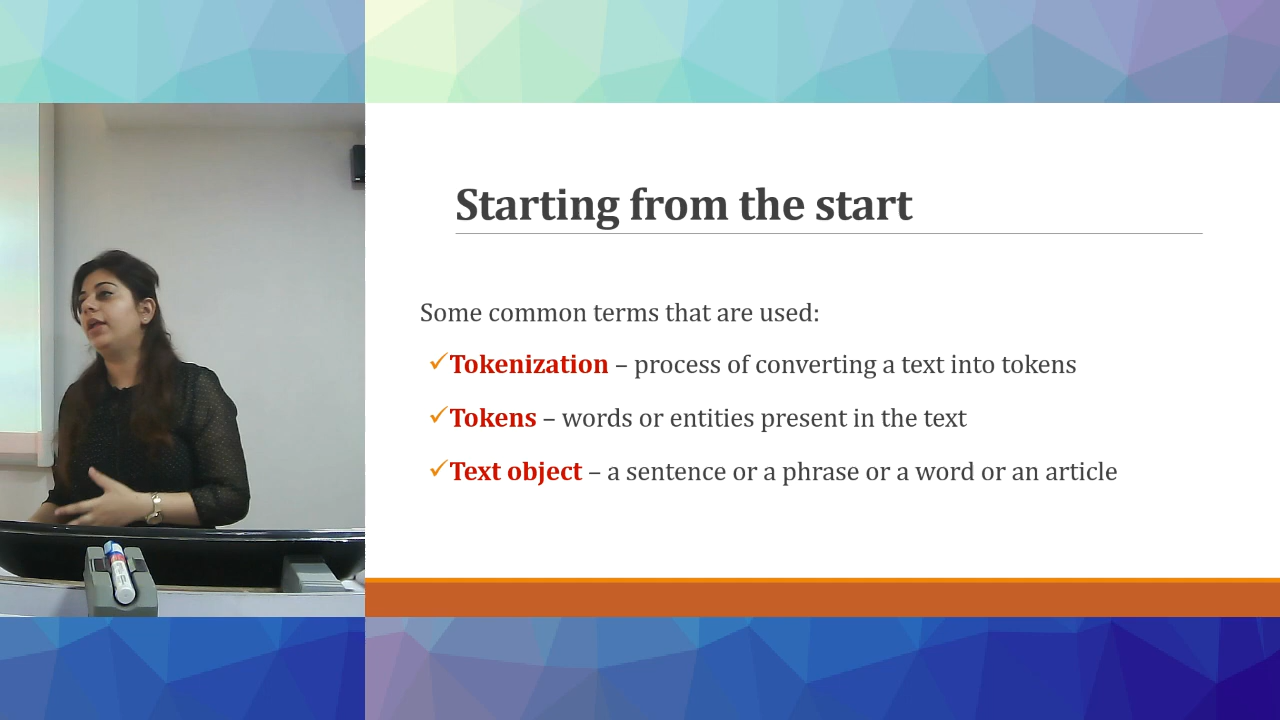 Starting from the start
Some common terms that are used:
✓Tokenization – process of converting a text into tokens
✓Tokens – words or entities present in the text
✓Text object – a sentence or a phrase or a word or an article